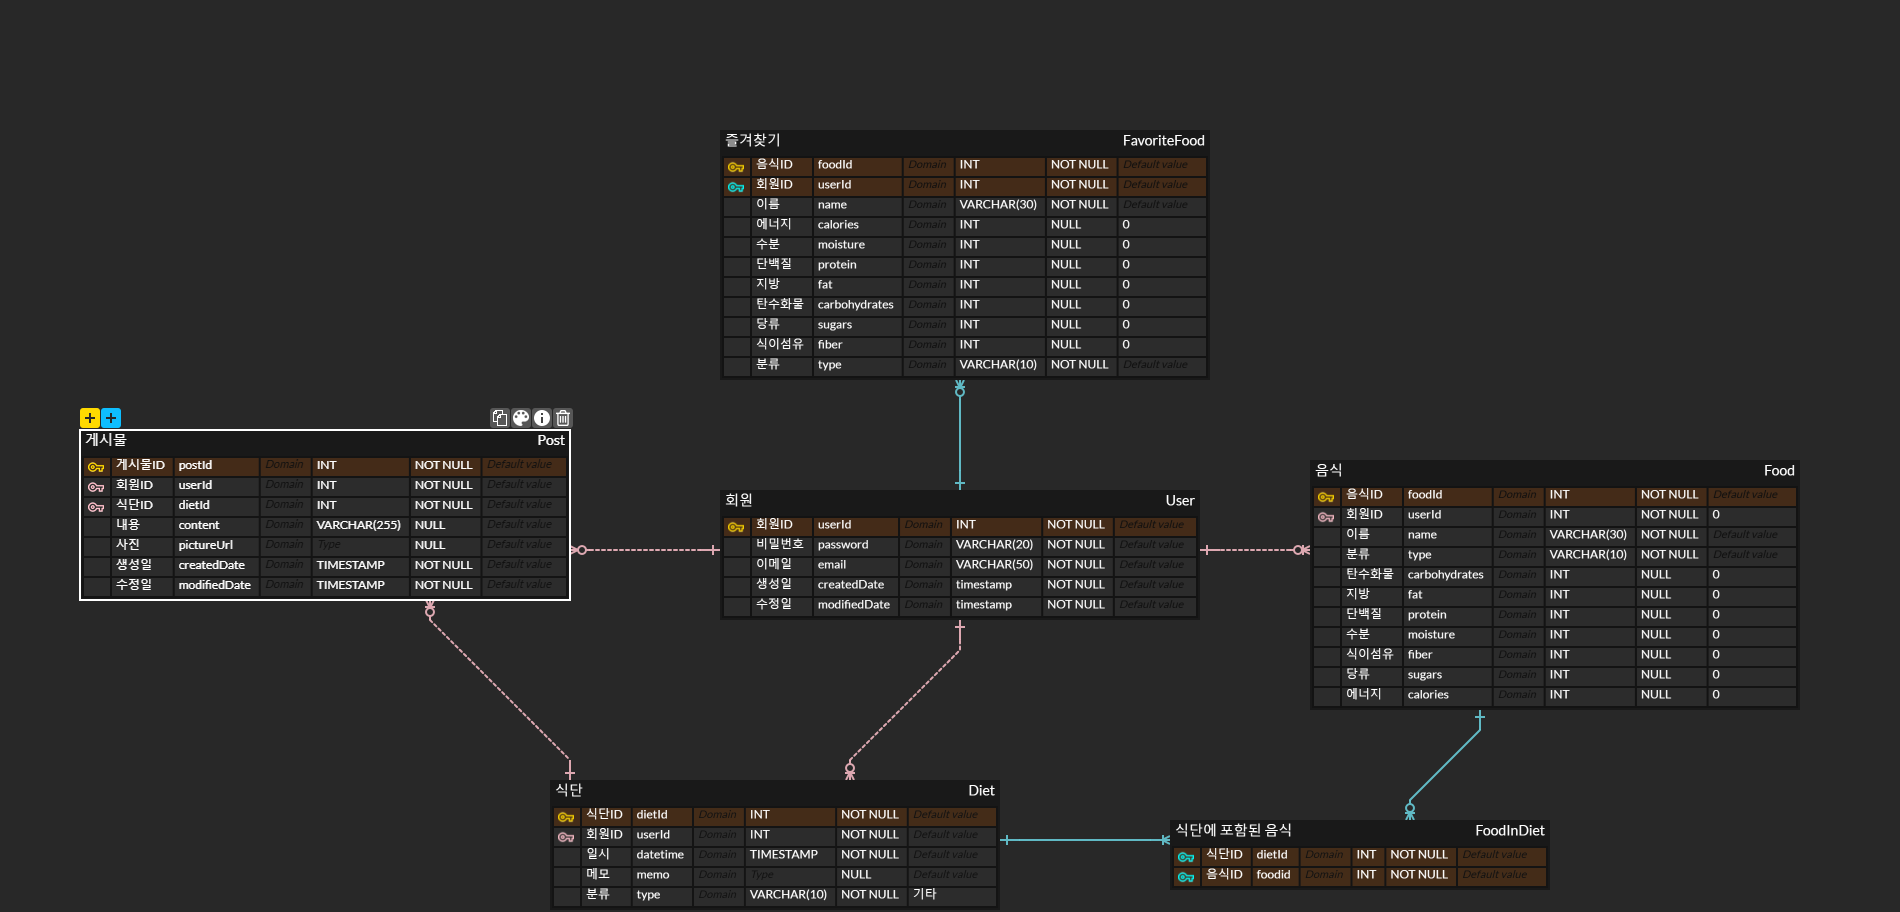 즐겨찾기 FavoriteFood
음식ID foodId Domain INT NOT NULL Default value
회원ID userId Domain INT NOT NULL Default value
이름 name Domain VARCHAR(30) NOT NULL Default value
에너지 calories Domain INT NULL 0
수분 moisture Domain INT NULL 0
단백질 protein Domain INT NULL 0
지방 fat Domain INT NULL 0
탄수화물 carbohydrates Domain INT NULL 0
당류 sugars Domain INT NULL 0
식이섬유 fiber Domain INT NULL 0
분류 type Domain VARCHAR(10) NOT NULL Default value
게시물 Post
게시물ID postId Domain INT NOT NULL Default value
회원ID userId Domain INT NOT NULL Default value
식단ID dietId Domain INT NOT NULL Default value
내용 content Domain VARCHAR(255) NULL Default value
사진 pictureUrl Domain Type NULL Default value
생성일 createdDate Domain TIMESTAMP NOT NULL Default value
수정일 modifiedDate Domain TIMESTAMP NOT NULL Default value
회원 User
회원ID userId Domain INT NOT NULL Default value
비밀번호 password Domain VARCHAR(20) NOT NULL Default value
이메일 email Domain VARCHAR(50) NOT NULL Default value
생성일 createdDate Domain timestamp NOT NULL Default value
수정일 modifiedDate Domain timestamp NOT NULL Default value
음식 Food
음식ID foodId Domain INT NOT NULL Default value
회원ID userId Domain INT NOT NULL 0
이름 name Domain VARCHAR(30) NOT NULL Default value
분류 type Domain VARCHAR(10) NOT NULL Default value
탄수화물 carbohydrates Domain INT NULL 0
지방 fat Domain INT NULL 0
단백질 protein Domain INT NULL 0
수분 moisture Domain INT NULL 0
식이섬유 fiber Domain INT NULL 0
당류 sugars Domain INT NULL 0
에너지 calories Domain INT NULL 0
식단 Diet
식단ID dietId Domain INT NOT NULL Default value
회원ID userId Domain INT NOT NULL Default value
일시 datetime Domain TIMESTAMP NOT NULL Default value
메모 memo Domain Type NULL Default value
분류 type Domain VARCHAR(10) NOT NULL 기타
식단에 포함된 음식 FoodInDiet
식단ID dietId Domain INT NOT NULL Default value
음식ID foodid Domain INT NOT NULL Default value